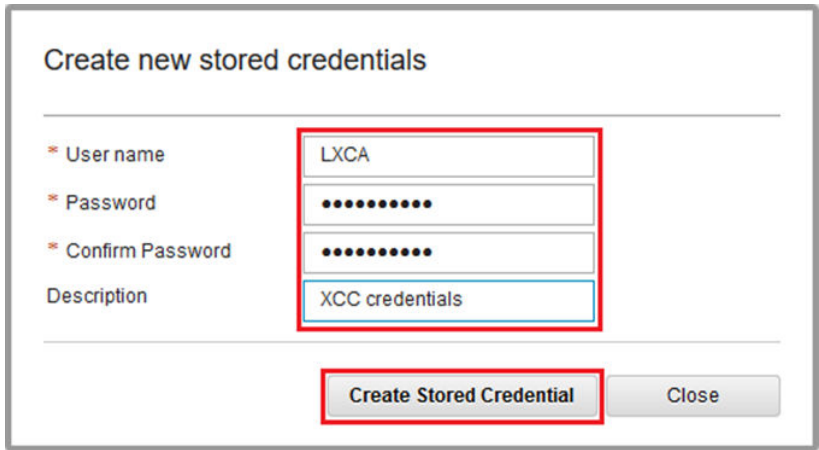 Create new stored credentials
* User name LXCA
* Password ••••••••••
* Confirm Password ••••••••••
Description XCC credentials
Create Stored Credential Close